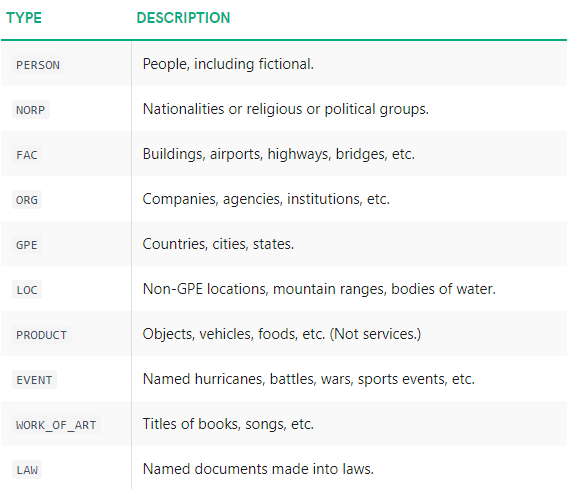 TYPE DESCRIPTION
PERSON People, including fictional.
NORP Nationalities or religious or political groups.
FAC Buildings, airports, highways, bridges, etc.
ORG Companies, agencies, institutions, etc.
GPE Countries, cities, states.
LOC Non-GPE locations, mountain ranges, bodies of water.
PRODUCT Objects, vehicles, foods, etc. (Not services.)
EVENT Named hurricanes, battles, wars, sports events, etc.
WORK_OF_ART Titles of books, songs, etc.
LAW Named documents made into laws.